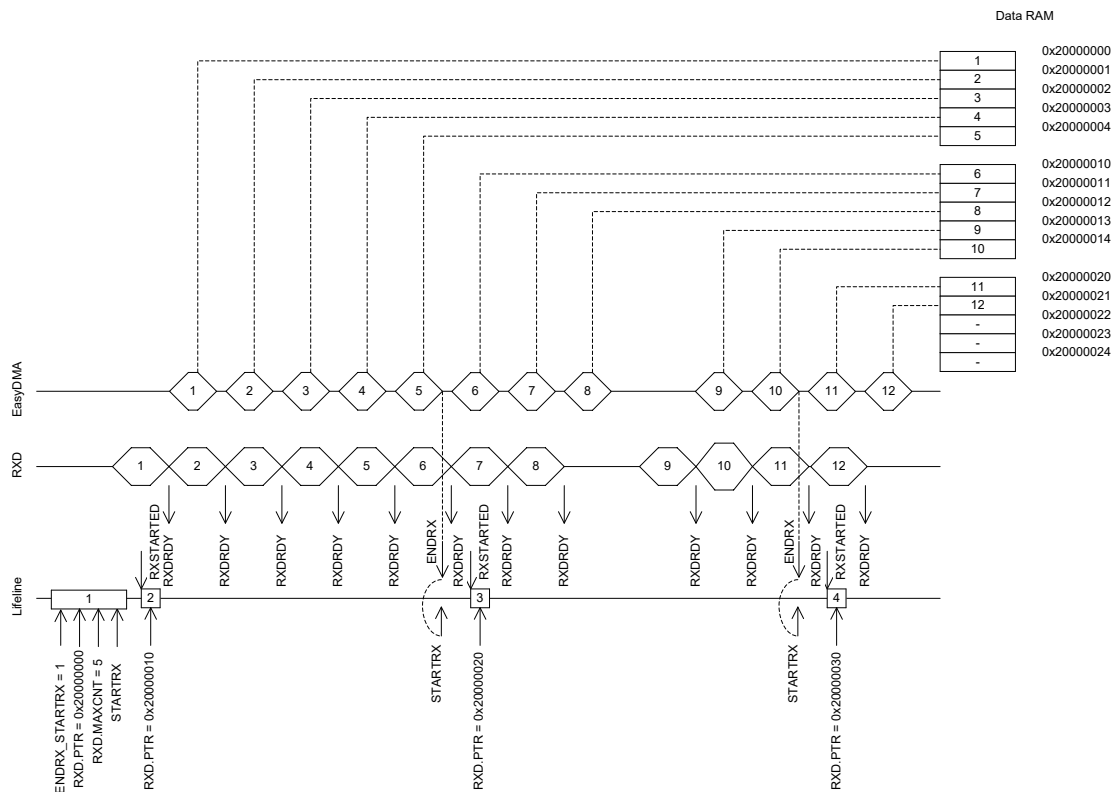 Data RAM
1
0x20000000
2
0x20000001
3
0x20000002
4
0x20000003
5
0x20000004
6
0x20000010
7
0x20000011
8
0x20000012
9
0x20000013
10
0x20000014
11
0x20000020
12
0x20000021
-
0x20000022
-
0x20000023
-
0x20000024
EasyDMA
1 2 3 4 5 6 7 8 9 10 11 12
RXD
1 2 3 4 5 6 7 8 9 10 11 12
RXSTARTED
RXDRDY
RXDRDY
RXDRDY
RXDRDY
RXDRDY
ENDRX
RXDRDY
RXSTARTED
RXDRDY
RXDRDY
RXDRDY
RXDRDY
ENDRX
RXDRDY
RXSTARTED
RXDRDY
Lifeline
1 2 3 4
ENDRX_STARTRX = 1
RXD.PTR = 0x20000000
RXD.MAXCNT = 5
STARTRX
RXD.PTR = 0x20000010
STARTRX
RXD.PTR = 0x20000020
STARTRX
RXD.PTR = 0x20000030